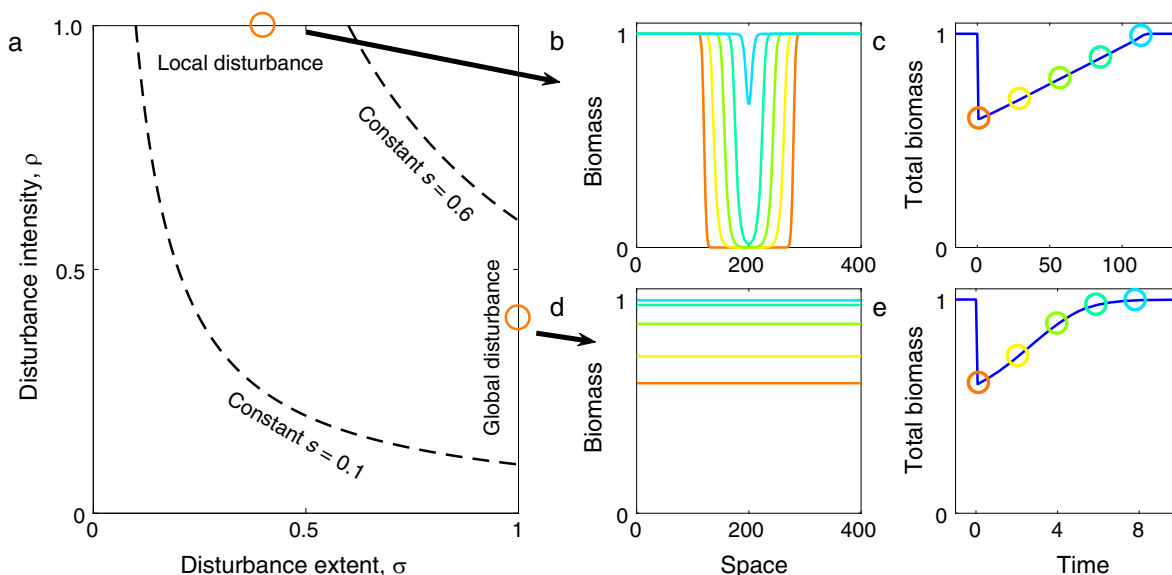 a
1.0
Local disturbance
Constant s = 0.6
0.5
Global disturbance
Constant s = 0.1
0
0
0.5
1
Disturbance intensity, ρ
Disturbance extent, σ
b
1
0
0
200
400
Biomass
c
1
0
0
50
100
Total biomass
d
1
0
0
200
400
Biomass
Space
e
1
0
0
4
8
Total biomass
Time